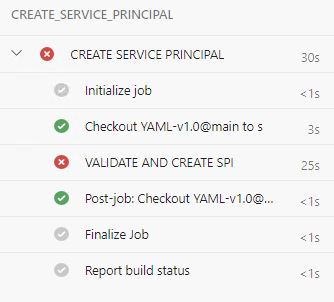 CREATE_SERVICE_PRINCIPAL
CREATE SERVICE PRINCIPAL 30s
Initialize job <1s
Checkout YAML-v1.0@main to s 3s
VALIDATE AND CREATE SPI 25s
Post-job: Checkout YAML-v1.0@... <1s
Finalize Job <1s
Report build status <1s